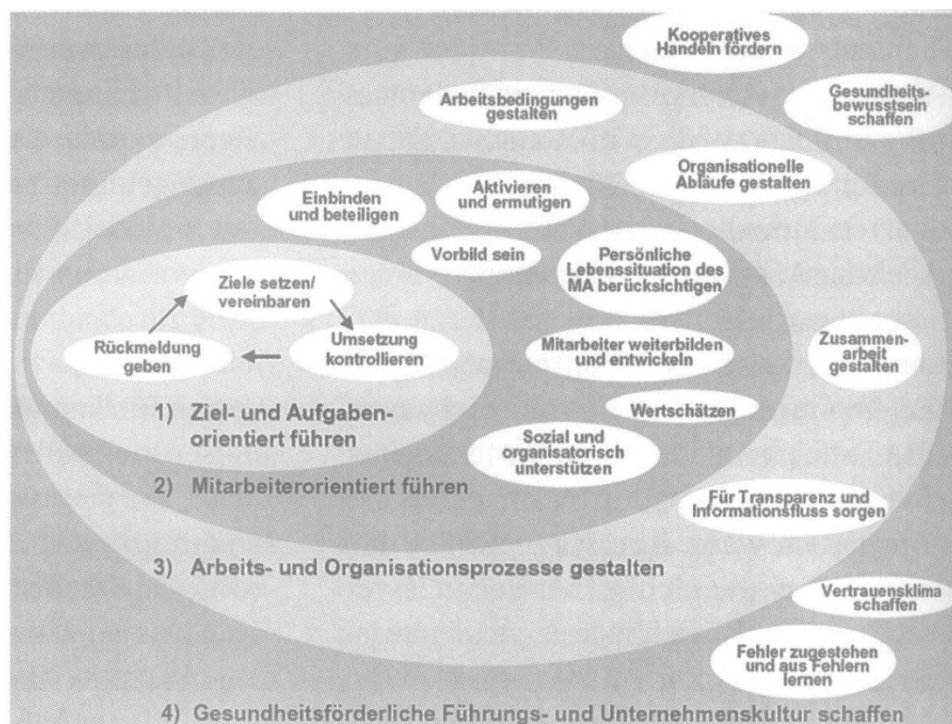 Kooperatives
Handeln fördern
Gesundheits-
bewusstsein
schaffen
Arbeitsbedingungen
gestalten
Organisationelle
Abläufe gestalten
Einbinden
und beteiligen
Aktivieren
und ermutigen
Vorbild sein
Persönliche
Lebenssituation des
MA berücksichtigen
Ziele setzen/
vereinbaren
Rückmeldung
geben
Umsetzung
kontrollieren
Mitarbeiter weiterbilden
und entwickeln
Zusammen-
arbeit
gestalten
Wertschätzen
1) Ziel- und Aufgaben-
orientiert führen
Sozial und
organisatorisch
unterstützen
2) Mitarbeiterorientiert führen
Für Transparenz und
Informationsfluss sorgen
3) Arbeits- und Organisationsprozesse gestalten
Vertrauensklima
schaffen
Fehler zugestehen
und aus Fehlern
lernen
4) Gesundheitsförderliche Führungs- und Unternehmenskultur schaffen